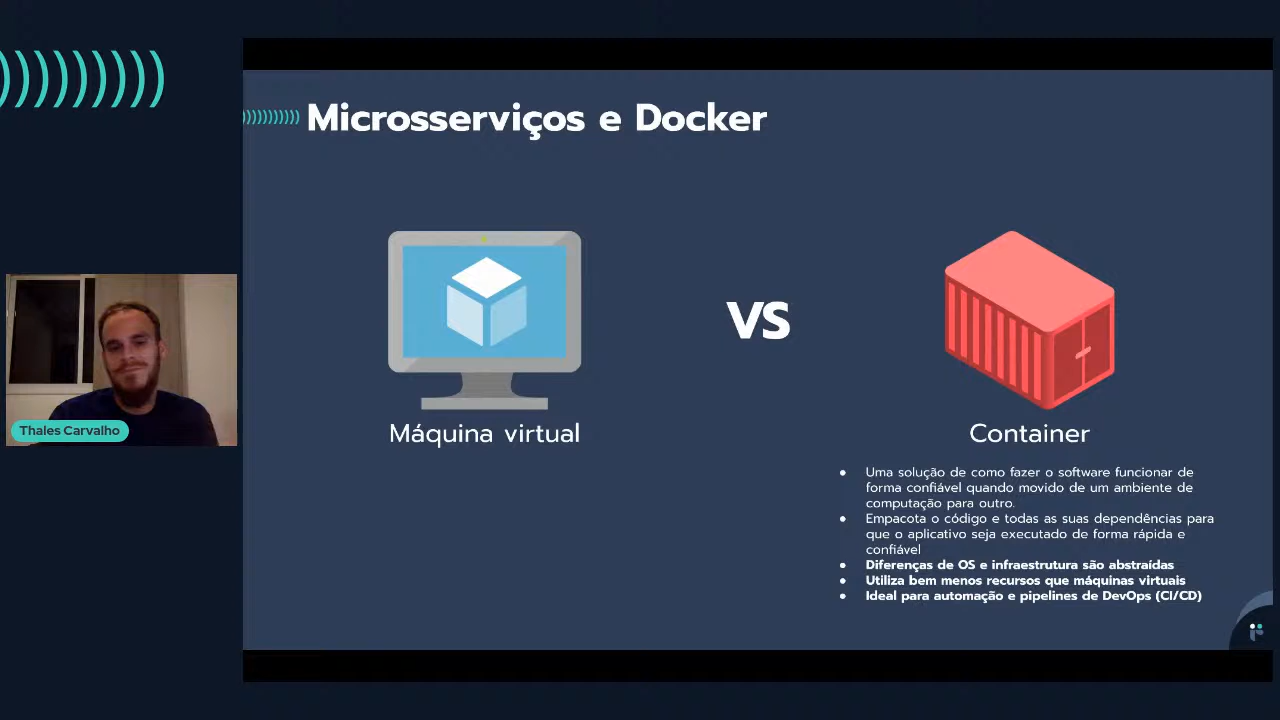 Microsserviços e Docker
VS
Máquina virtual
Container
● Uma solução de como fazer o software funcionar de
forma confiável quando movido de um ambiente de
computação para outro.
● Empacota o código e todas as suas dependências para
que o aplicativo seja executado de forma rápida e
confiável
● Diferenças de OS e infraestrutura são abstraídas
● Utiliza bem menos recursos que máquinas virtuais
● Ideal para automação e pipelines de DevOps (CI/CD)
Thales Carvalho